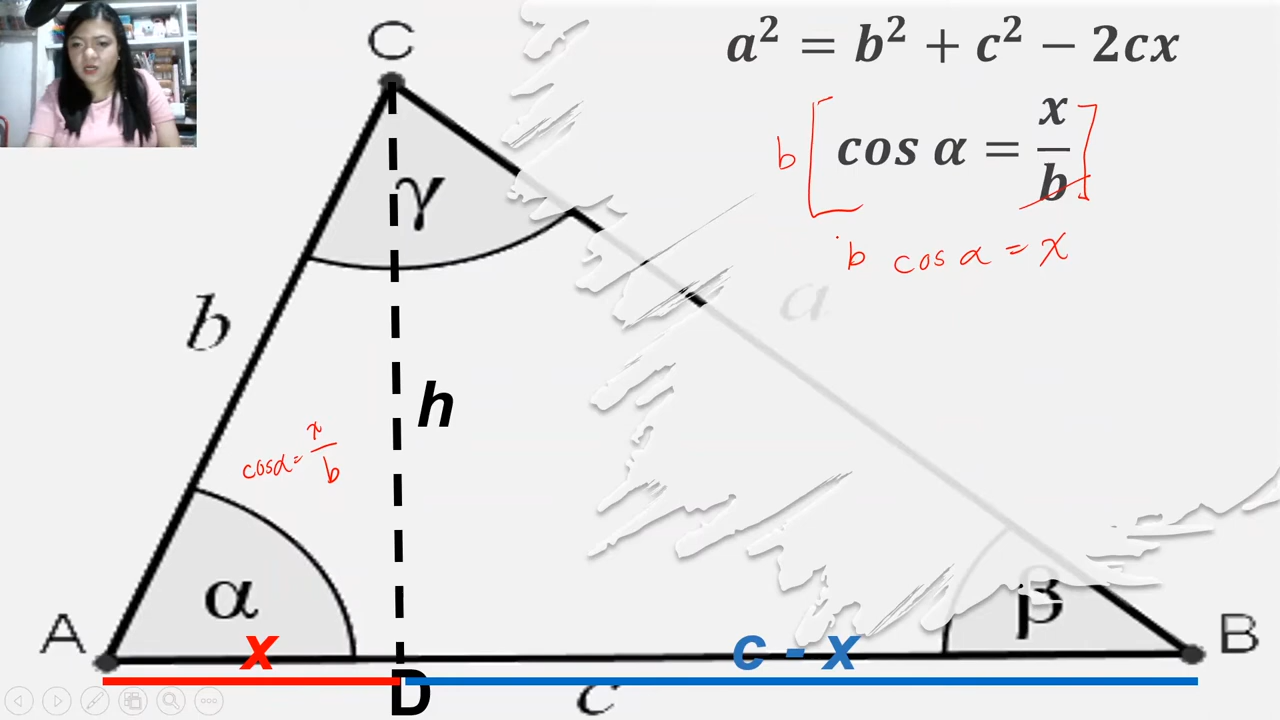 C
a² = b² + c² − 2cx
b [cos α = x/b]
b cos α = x
γ
b
a
h
cosα = x/b
α
β
A
x
c - x
B
D
c